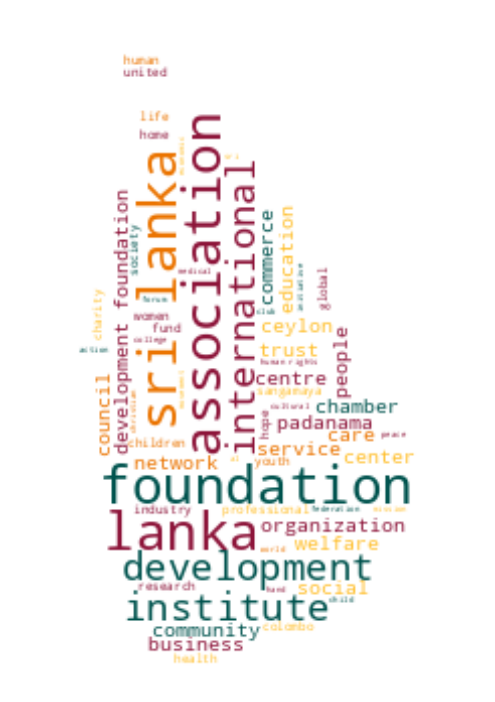 human
united
life
home
sri lanka
association
international
development foundation
society
commerce
education
initiative
global
medical
charity
forum
women
fund
college
club
ceylon
action
trust
people
human rights
centre
sangamaya
council
christian
children
hope
cultural
chamber
padanama
care
peace
service
network
youth
center
foundation
industry
professional
federation
mission
lanka
organization
world
welfare
development
research
hand
social
institute
child
community
colombo
business
health